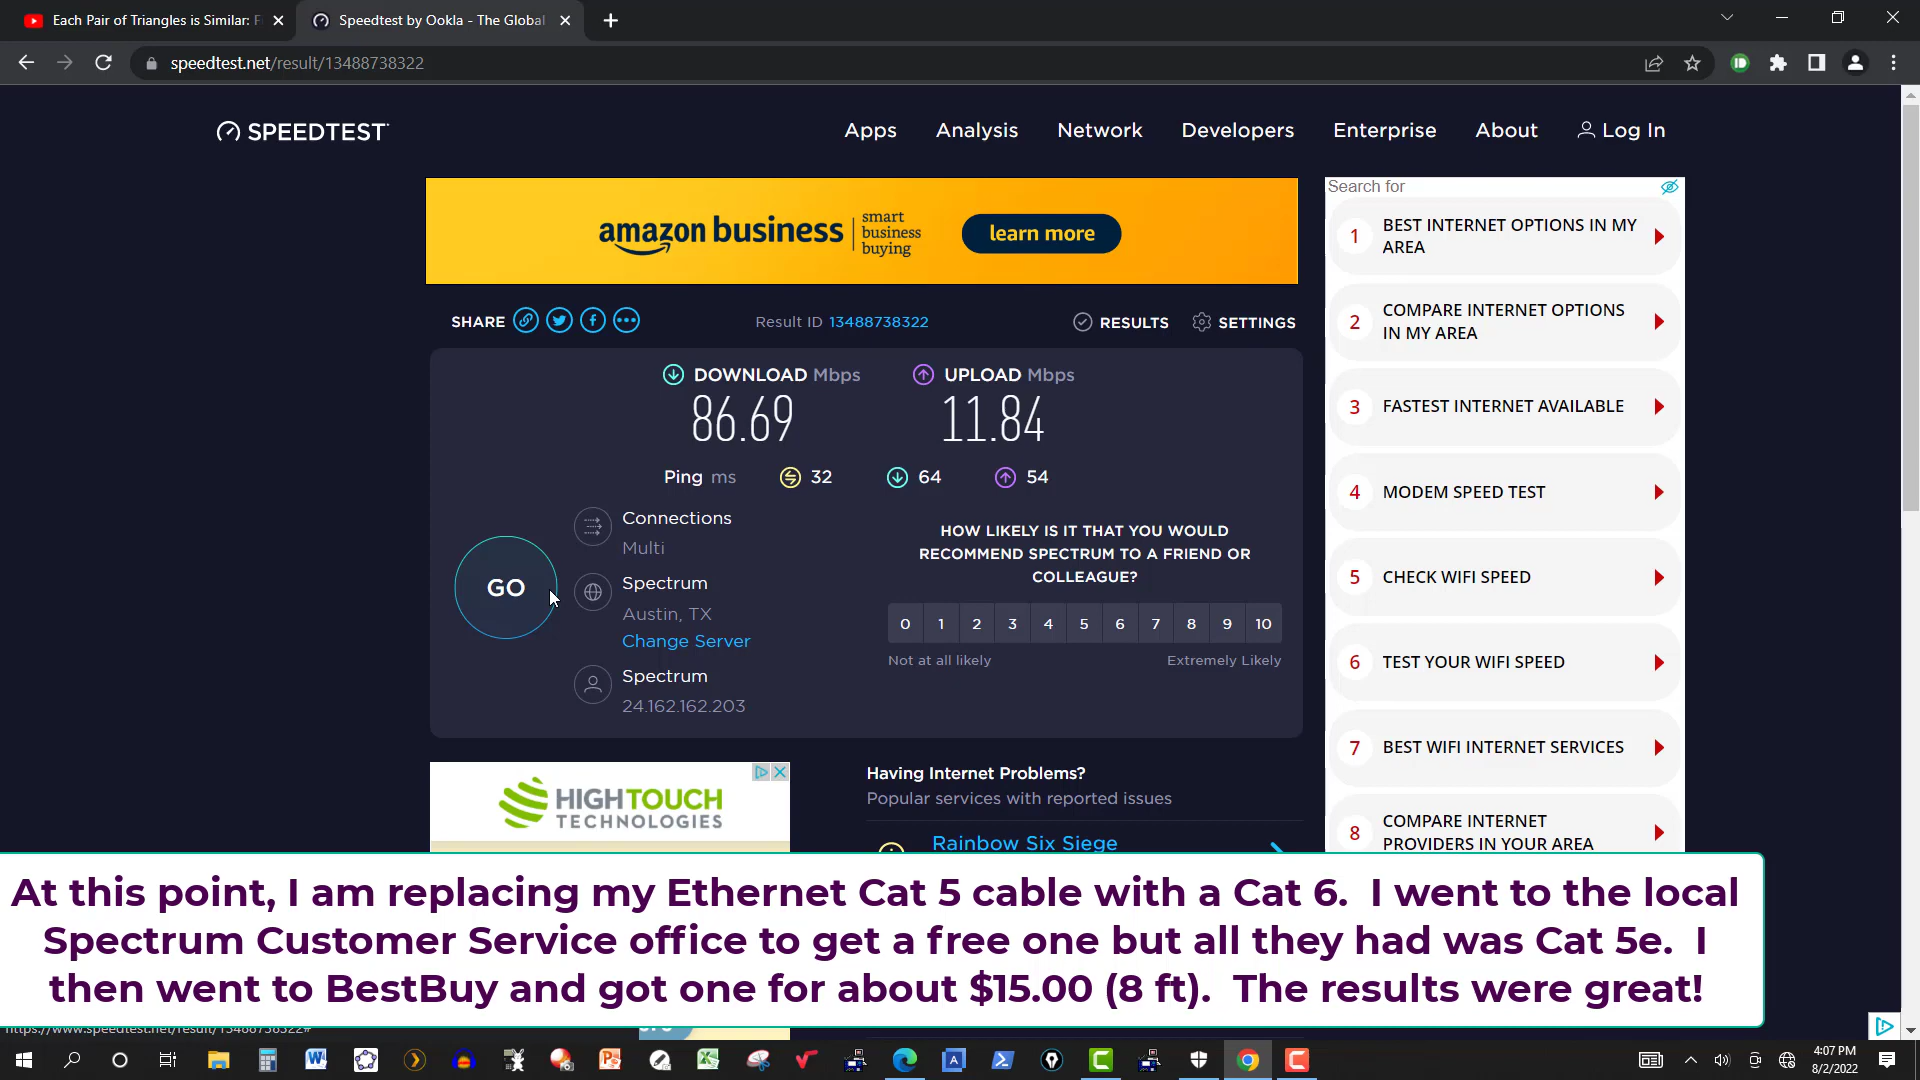 Each Pair of Triangles is Similar: F
Speedtest by Ookla - The Global
speedtest.net/result/13488738322
SPEEDTEST
Apps Analysis Network Developers Enterprise About Log In
amazon business smart business buying learn more
SHARE Result ID 13488738322 RESULTS SETTINGS
DOWNLOAD Mbps UPLOAD Mbps
86.69 11.84
Ping ms 32 64 54
GO
Connections
Multi
Spectrum
Austin, TX
Change Server
Spectrum
24.162.162.203
HOW LIKELY IS IT THAT YOU WOULD
RECOMMEND SPECTRUM TO A FRIEND OR
COLLEAGUE?
0 1 2 3 4 5 6 7 8 9 10
Not at all likely Extremely Likely
Search for
1 BEST INTERNET OPTIONS IN MY
AREA
2 COMPARE INTERNET OPTIONS
IN MY AREA
3 FASTEST INTERNET AVAILABLE
4 MODEM SPEED TEST
5 CHECK WIFI SPEED
6 TEST YOUR WIFI SPEED
7 BEST WIFI INTERNET SERVICES
8 COMPARE INTERNET
PROVIDERS IN YOUR AREA
HIGHTOUCH
TECHNOLOGIES
Having Internet Problems?
Popular services with reported issues
Rainbow Six Siege
At this point, I am replacing my Ethernet Cat 5 cable with a Cat 6. I went to the local
Spectrum Customer Service office to get a free one but all they had was Cat 5e. I
then went to BestBuy and got one for about $15.00 (8 ft). The results were great!
https://www.speedtest.net/result/13488738322#
4:07 PM
8/2/2022